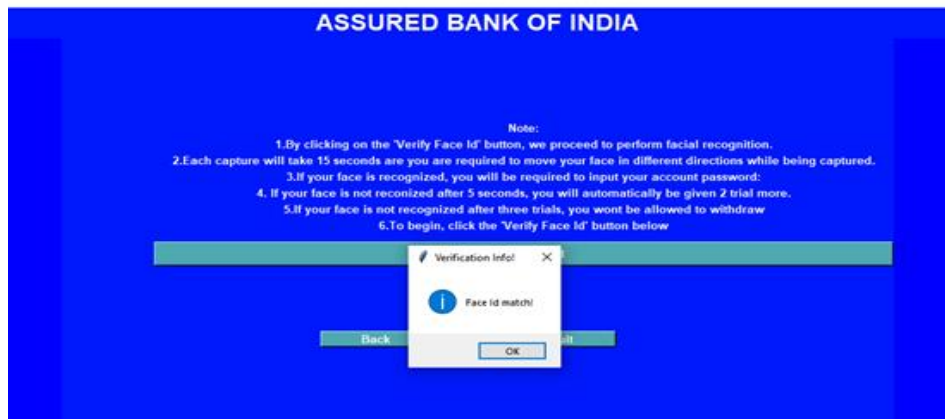 ASSURED BANK OF INDIA
Note:
1.By clicking on the 'Verify Face Id' button, we proceed to perform facial recognition.
2.Each capture will take 15 seconds are you are required to move your face in different directions while being captured.
3.If your face is recognized, you will be required to input your account password:
4. If your face is not reconized after 5 seconds, you will automatically be given 2 trial more.
5.If your face is not recognized after three trials, you wont be allowed to withdraw
6.To begin, click the 'Verify Face Id' button below
Verification Info!
Face Id match!
Back
OK